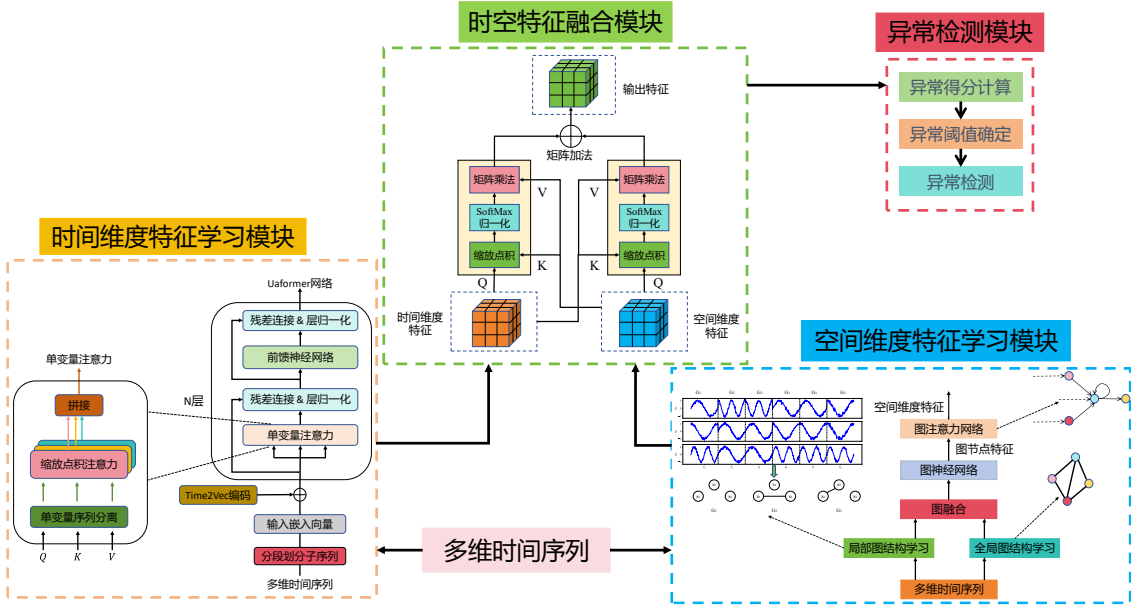 时空特征融合模块
输出特征
矩阵加法
矩阵乘法
V
SoftMax
归一化
缩放点积
K
Q
矩阵乘法
V
SoftMax
归一化
缩放点积
K
Q
时间维度
特征
空间维度
特征
异常检测模块
异常得分计算
异常阈值确定
异常检测
时间维度特征学习模块
Uaformer网络
残差连接 & 层归一化
前馈神经网络
残差连接 & 层归一化
单变量注意力
N层
Time2Vec编码
输入嵌入向量
分段划分子序列
多维时间序列
单变量注意力
拼接
缩放点积注意力
单变量序列分离
Q
K
V
多维时间序列
空间维度特征学习模块
空间维度特征
图注意力网络
图节点特征
图神经网络
图融合
局部图结构学习
全局图结构学习
多维时间序列